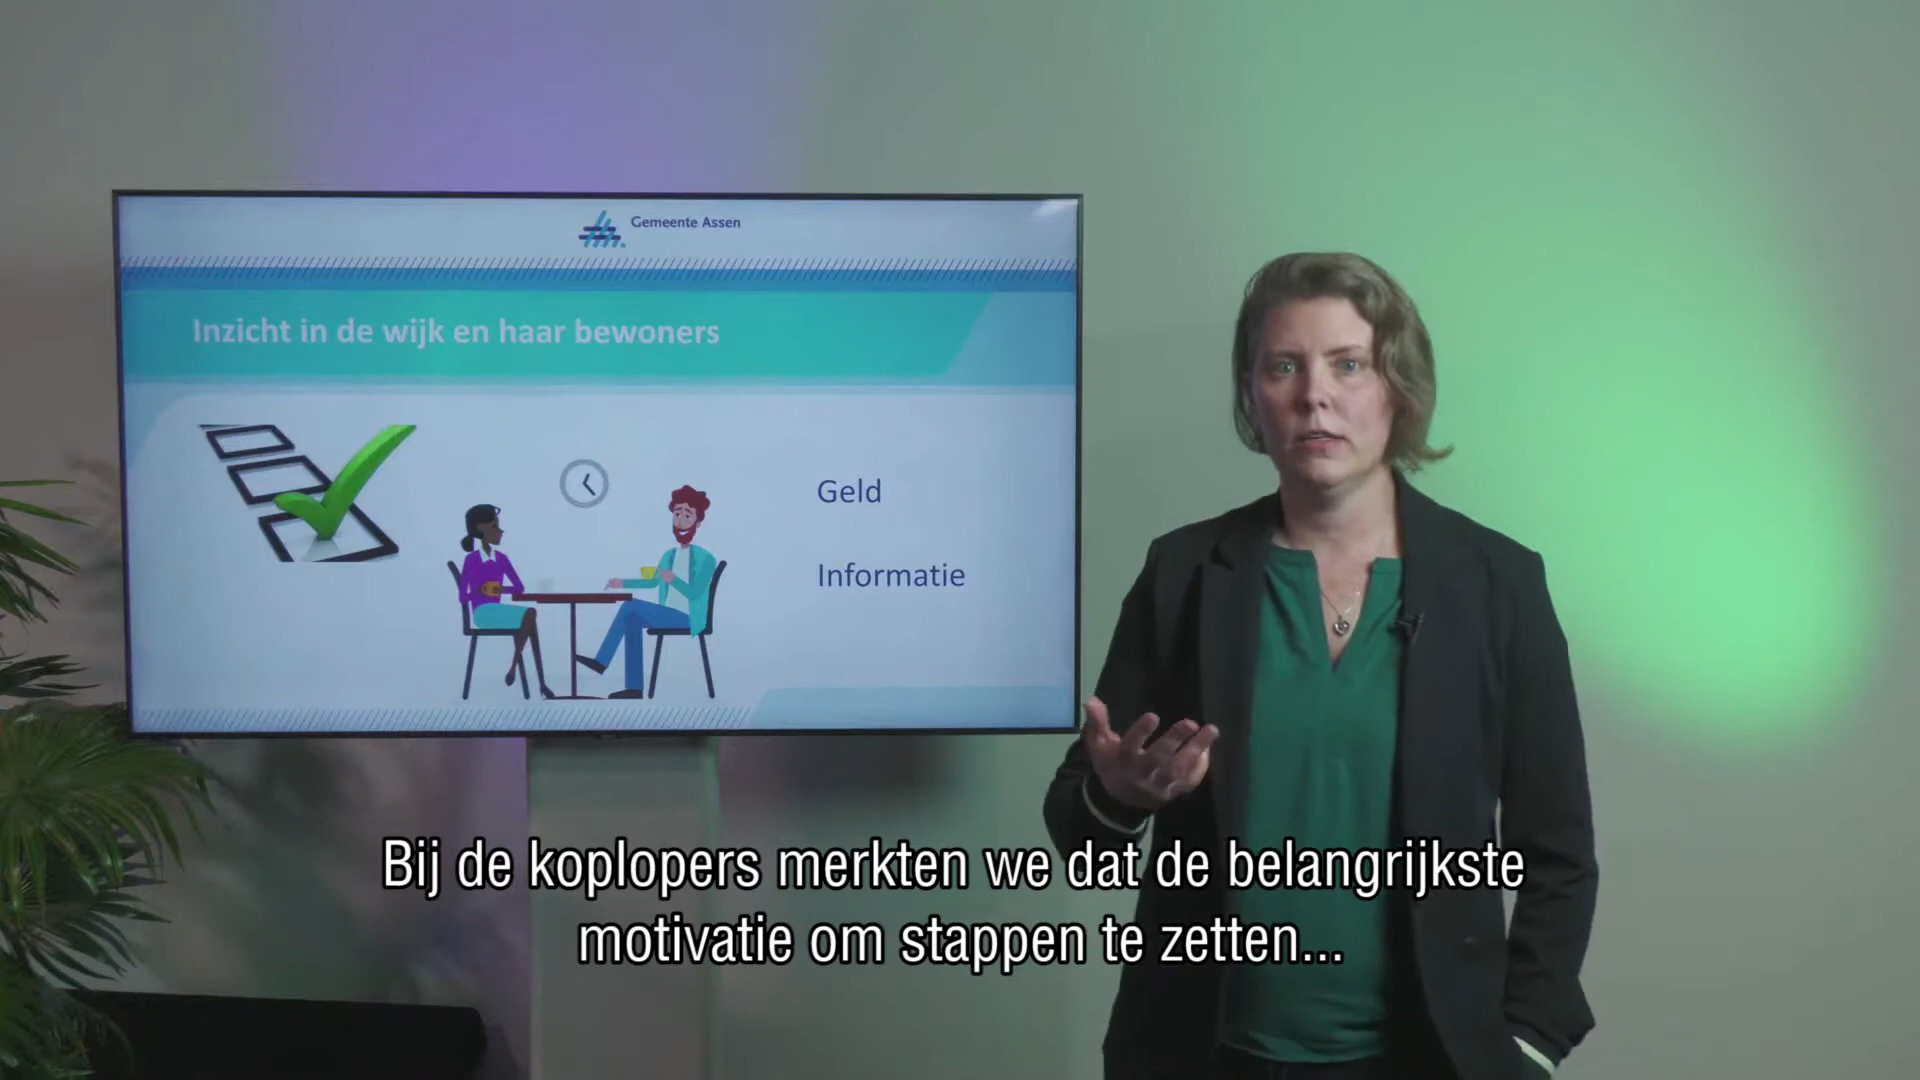 Gemeente Assen
Inzicht in de wijk en haar bewoners
Geld
Informatie
Bij de koplopers merkten we dat de belangrijkste
motivatie om stappen te zetten...